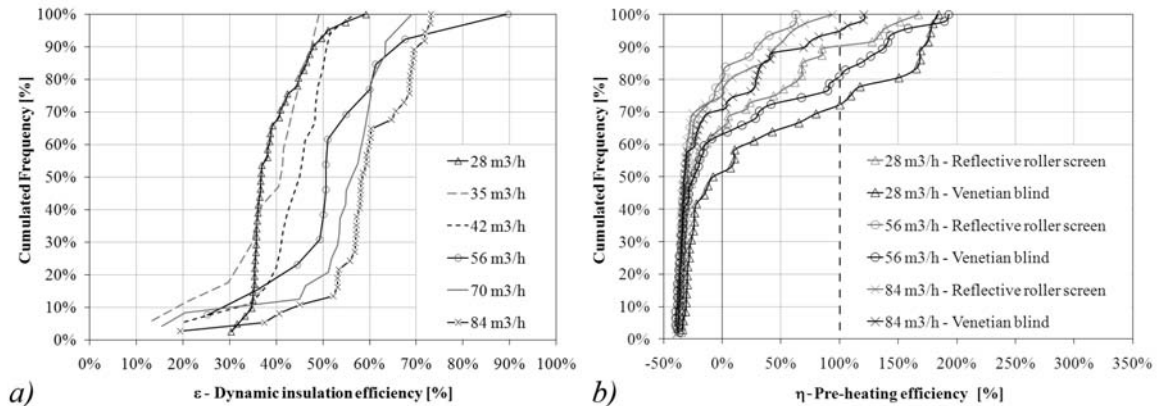 100%
90%
80%
70%
60%
50%
40%
30%
20%
10%
0%
Cumulated Frequency [%]
28 m3/h
35 m3/h
42 m3/h
56 m3/h
70 m3/h
84 m3/h
0% 10% 20% 30% 40% 50% 60% 70% 80% 90% 100%
ε - Dynamic insulation efficiency [%]
a)
100%
90%
80%
70%
60%
50%
40%
30%
20%
10%
0%
Cumulated Frequency [%]
28 m3/h - Reflective roller screen
28 m3/h - Venetian blind
56 m3/h - Reflective roller screen
56 m3/h - Venetian blind
84 m3/h - Reflective roller screen
84 m3/h - Venetian blind
-50% 0% 50% 100% 150% 200% 250% 300% 350%
η - Pre-heating efficiency [%]
b)